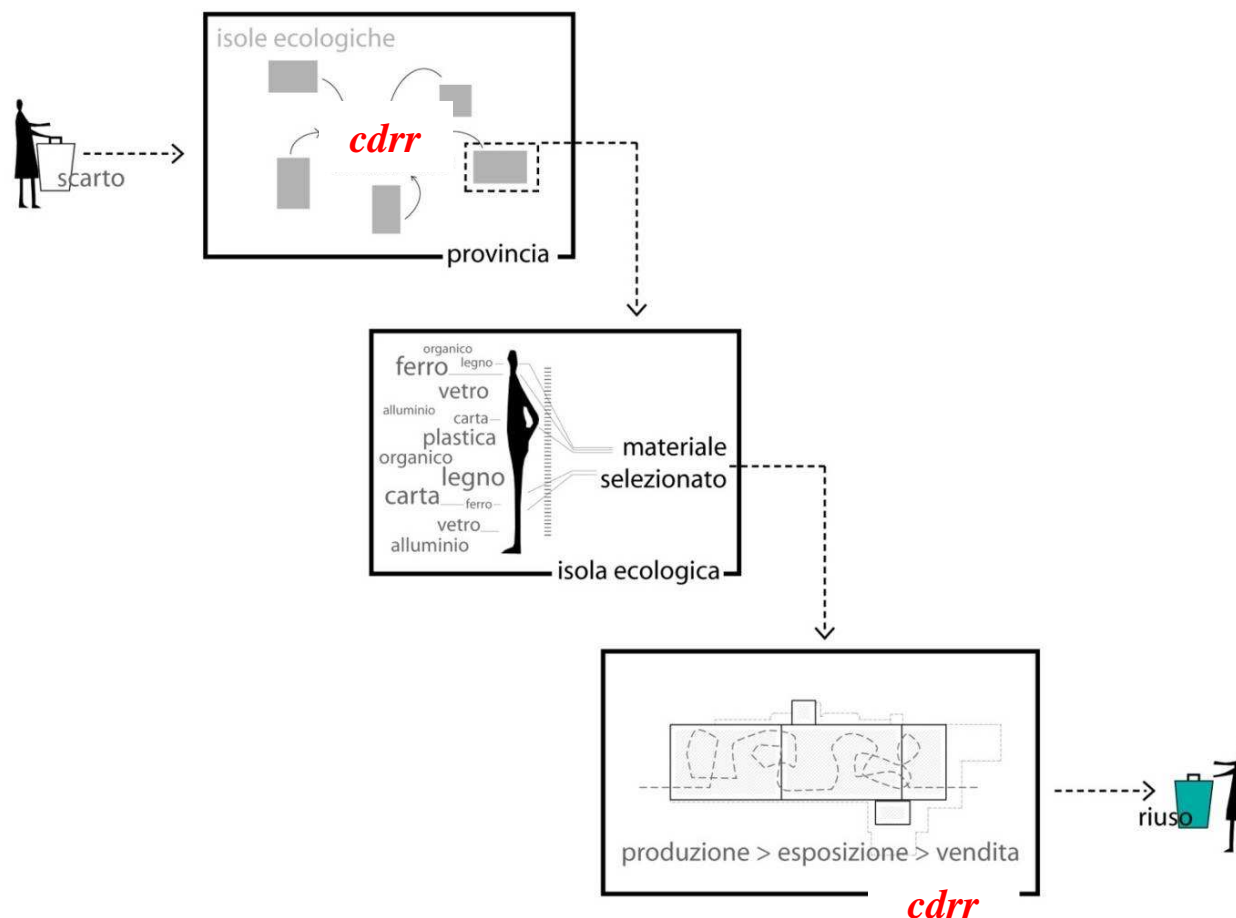 isole ecologiche
cdrr
scarto
provincia
organico
ferro legno
vetro
alluminio
carta
plastica
organico
legno
carta
ferro
vetro
alluminio
materiale
selezionato
isola ecologica
riuso
produzione > esposizione > vendita
cdrr